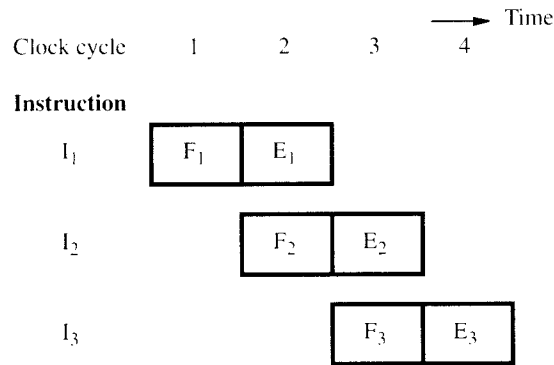 Time
Clock cycle 1 2 3 4
Instruction
I₁ F₁ E₁
I₂ F₂ E₂
I₃ F₃ E₃